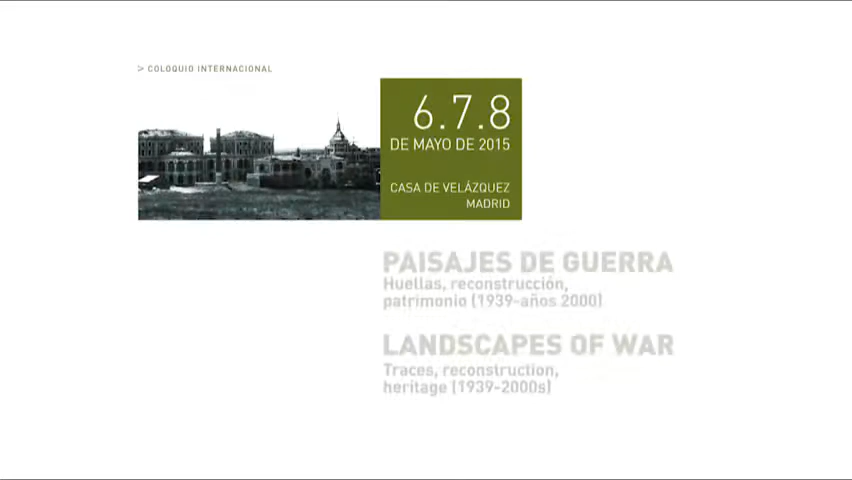 > COLOQUIO INTERNACIONAL
6.7.8
DE MAYO DE 2015
CASA DE VELÁZQUEZ
MADRID
PAISAJES DE GUERRA
Huellas, reconstrucción,
patrimonio (1939-años 2000)
LANDSCAPES OF WAR
Traces, reconstruction,
heritage (1939-2000s)